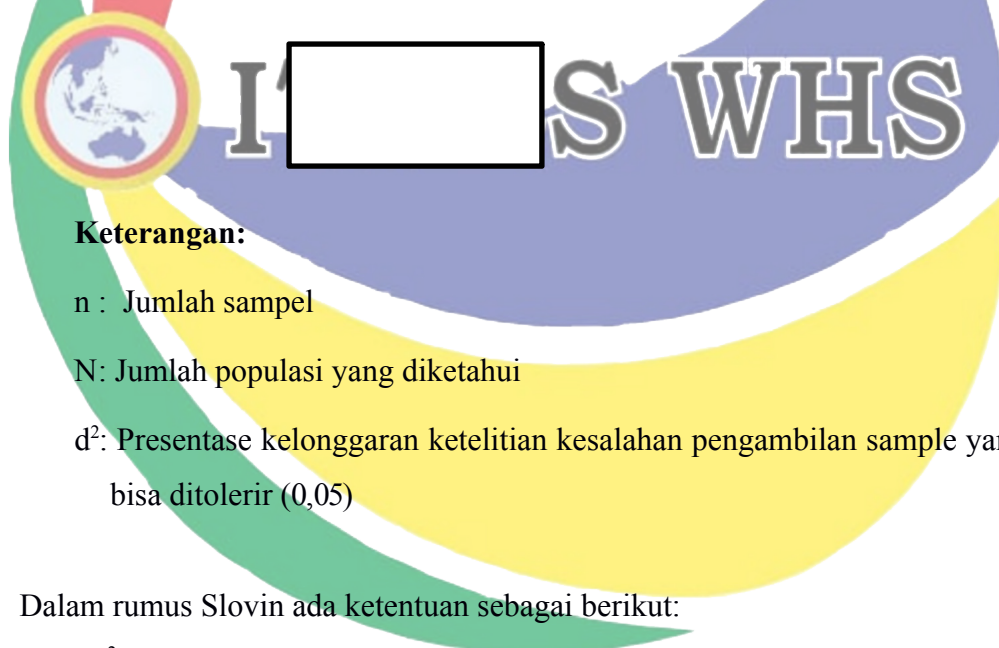 S WHS
Keterangan:
n : Jumlah sampel
N: Jumlah populasi yang diketahui
d²: Presentase kelonggaran ketelitian kesalahan pengambilan sample
bisa ditolerir (0,05)
Dalam rumus Slovin ada ketentuan sebagai berikut: